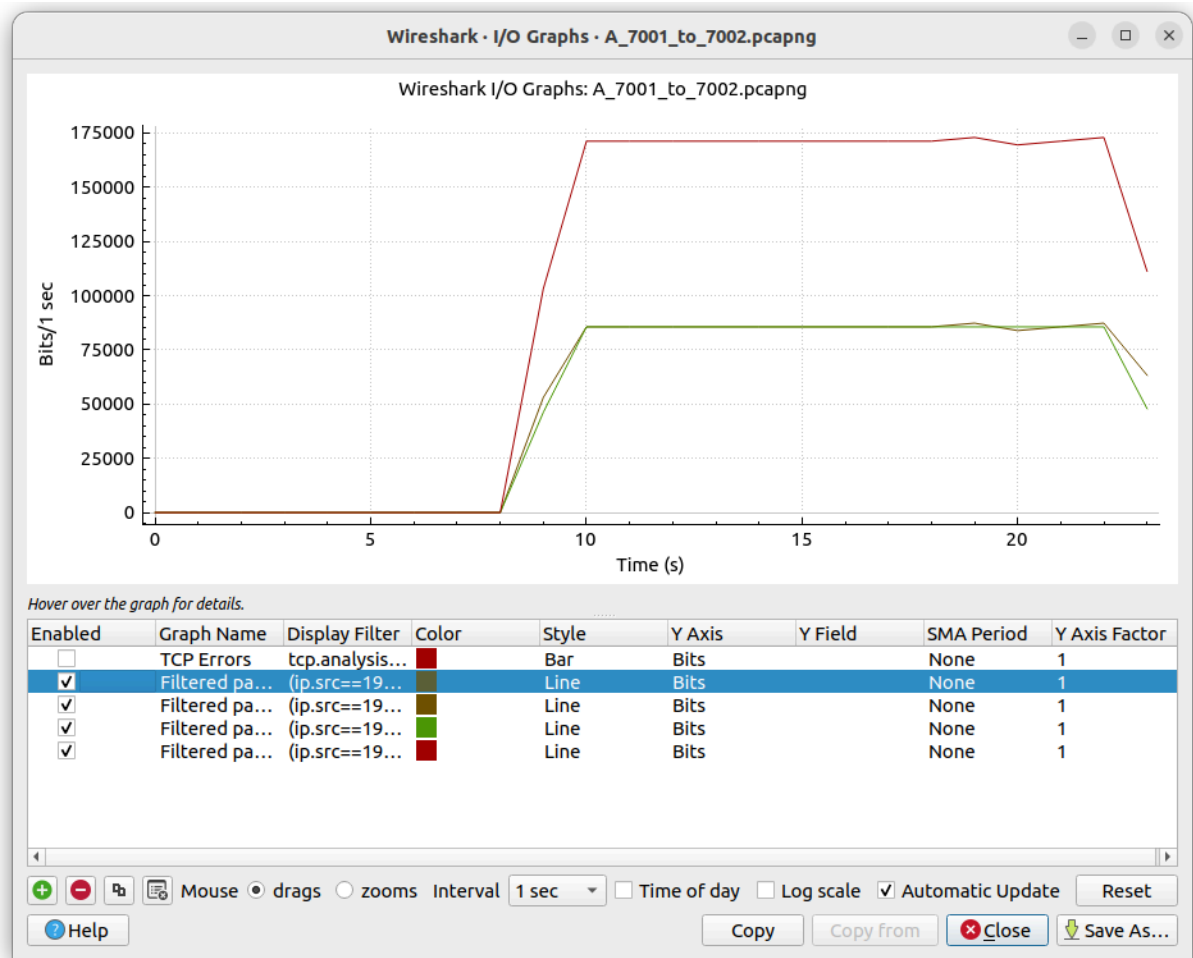 Wireshark · I/O Graphs · A_7001_to_7002.pcapng
Wireshark I/O Graphs: A_7001_to_7002.pcapng
175000
150000
125000
100000
75000
50000
25000
0
Bits/1 sec
0 5 10 15 20
Time (s)
Hover over the graph for details.
Enabled Graph Name Display Filter Color Style Y Axis Y Field SMA Period Y Axis Factor
TCP Errors tcp.analysis... Bar Bits None 1
Filtered pa... (ip.src==19... Line Bits None 1
Filtered pa... (ip.src==19... Line Bits None 1
Filtered pa... (ip.src==19... Line Bits None 1
Filtered pa... (ip.src==19... Line Bits None 1
Mouse drags zooms Interval 1 sec Time of day Log scale Automatic Update Reset
Help Copy Copy from Close Save As...